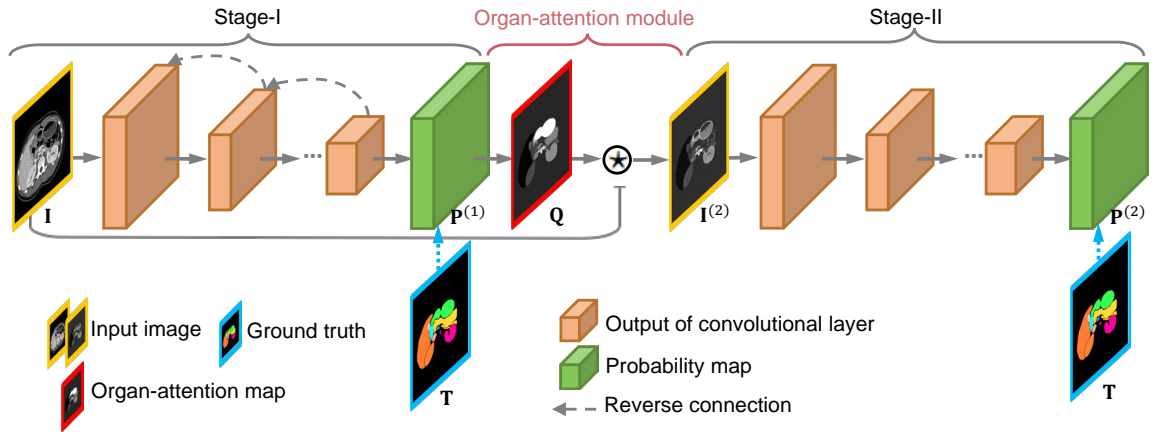 Stage-I
Organ-attention module
Stage-II
I
P(1)
Q
I(2)
P(2)
T
T
Input image
Ground truth
Organ-attention map
Output of convolutional layer
Probability map
Reverse connection